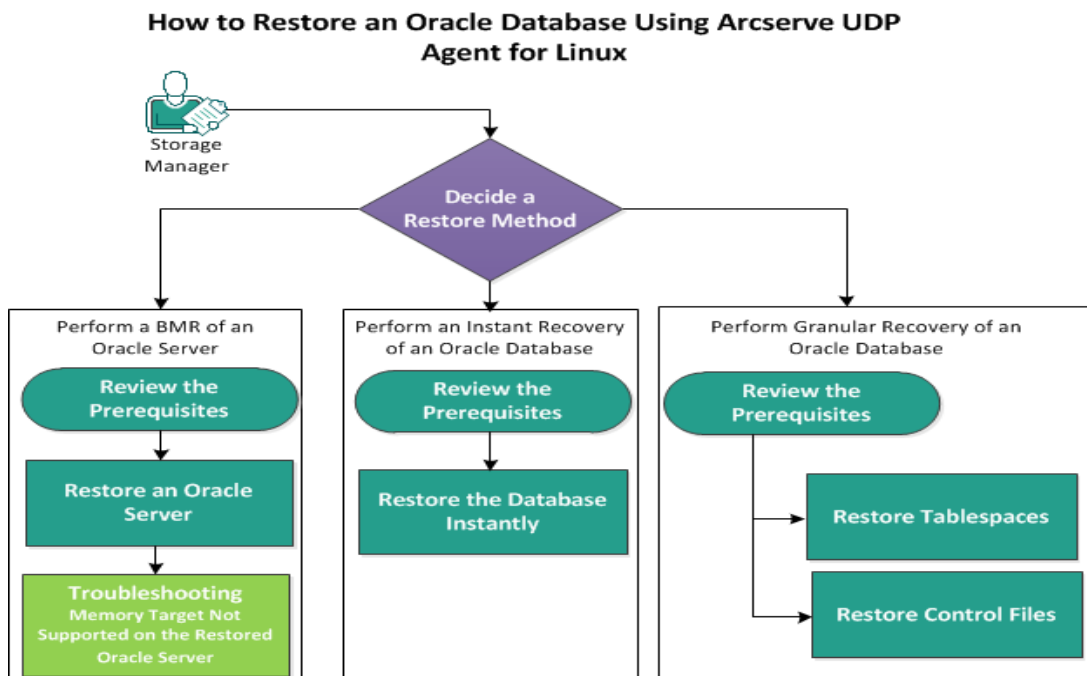 How to Restore an Oracle Database Using Arcserve UDP
Agent for Linux
Storage
Manager
Decide a
Restore Method
Perform a BMR of an
Oracle Server
Review the
Prerequisites
Restore an Oracle
Server
Troubleshooting
Memory Target Not
Supported on the Restored
Oracle Server
Perform an Instant Recovery
of an Oracle Database
Review the
Prerequisites
Restore the Database
Instantly
Perform Granular Recovery of an
Oracle Database
Review the
Prerequisites
Restore Tablespaces
Restore Control Files